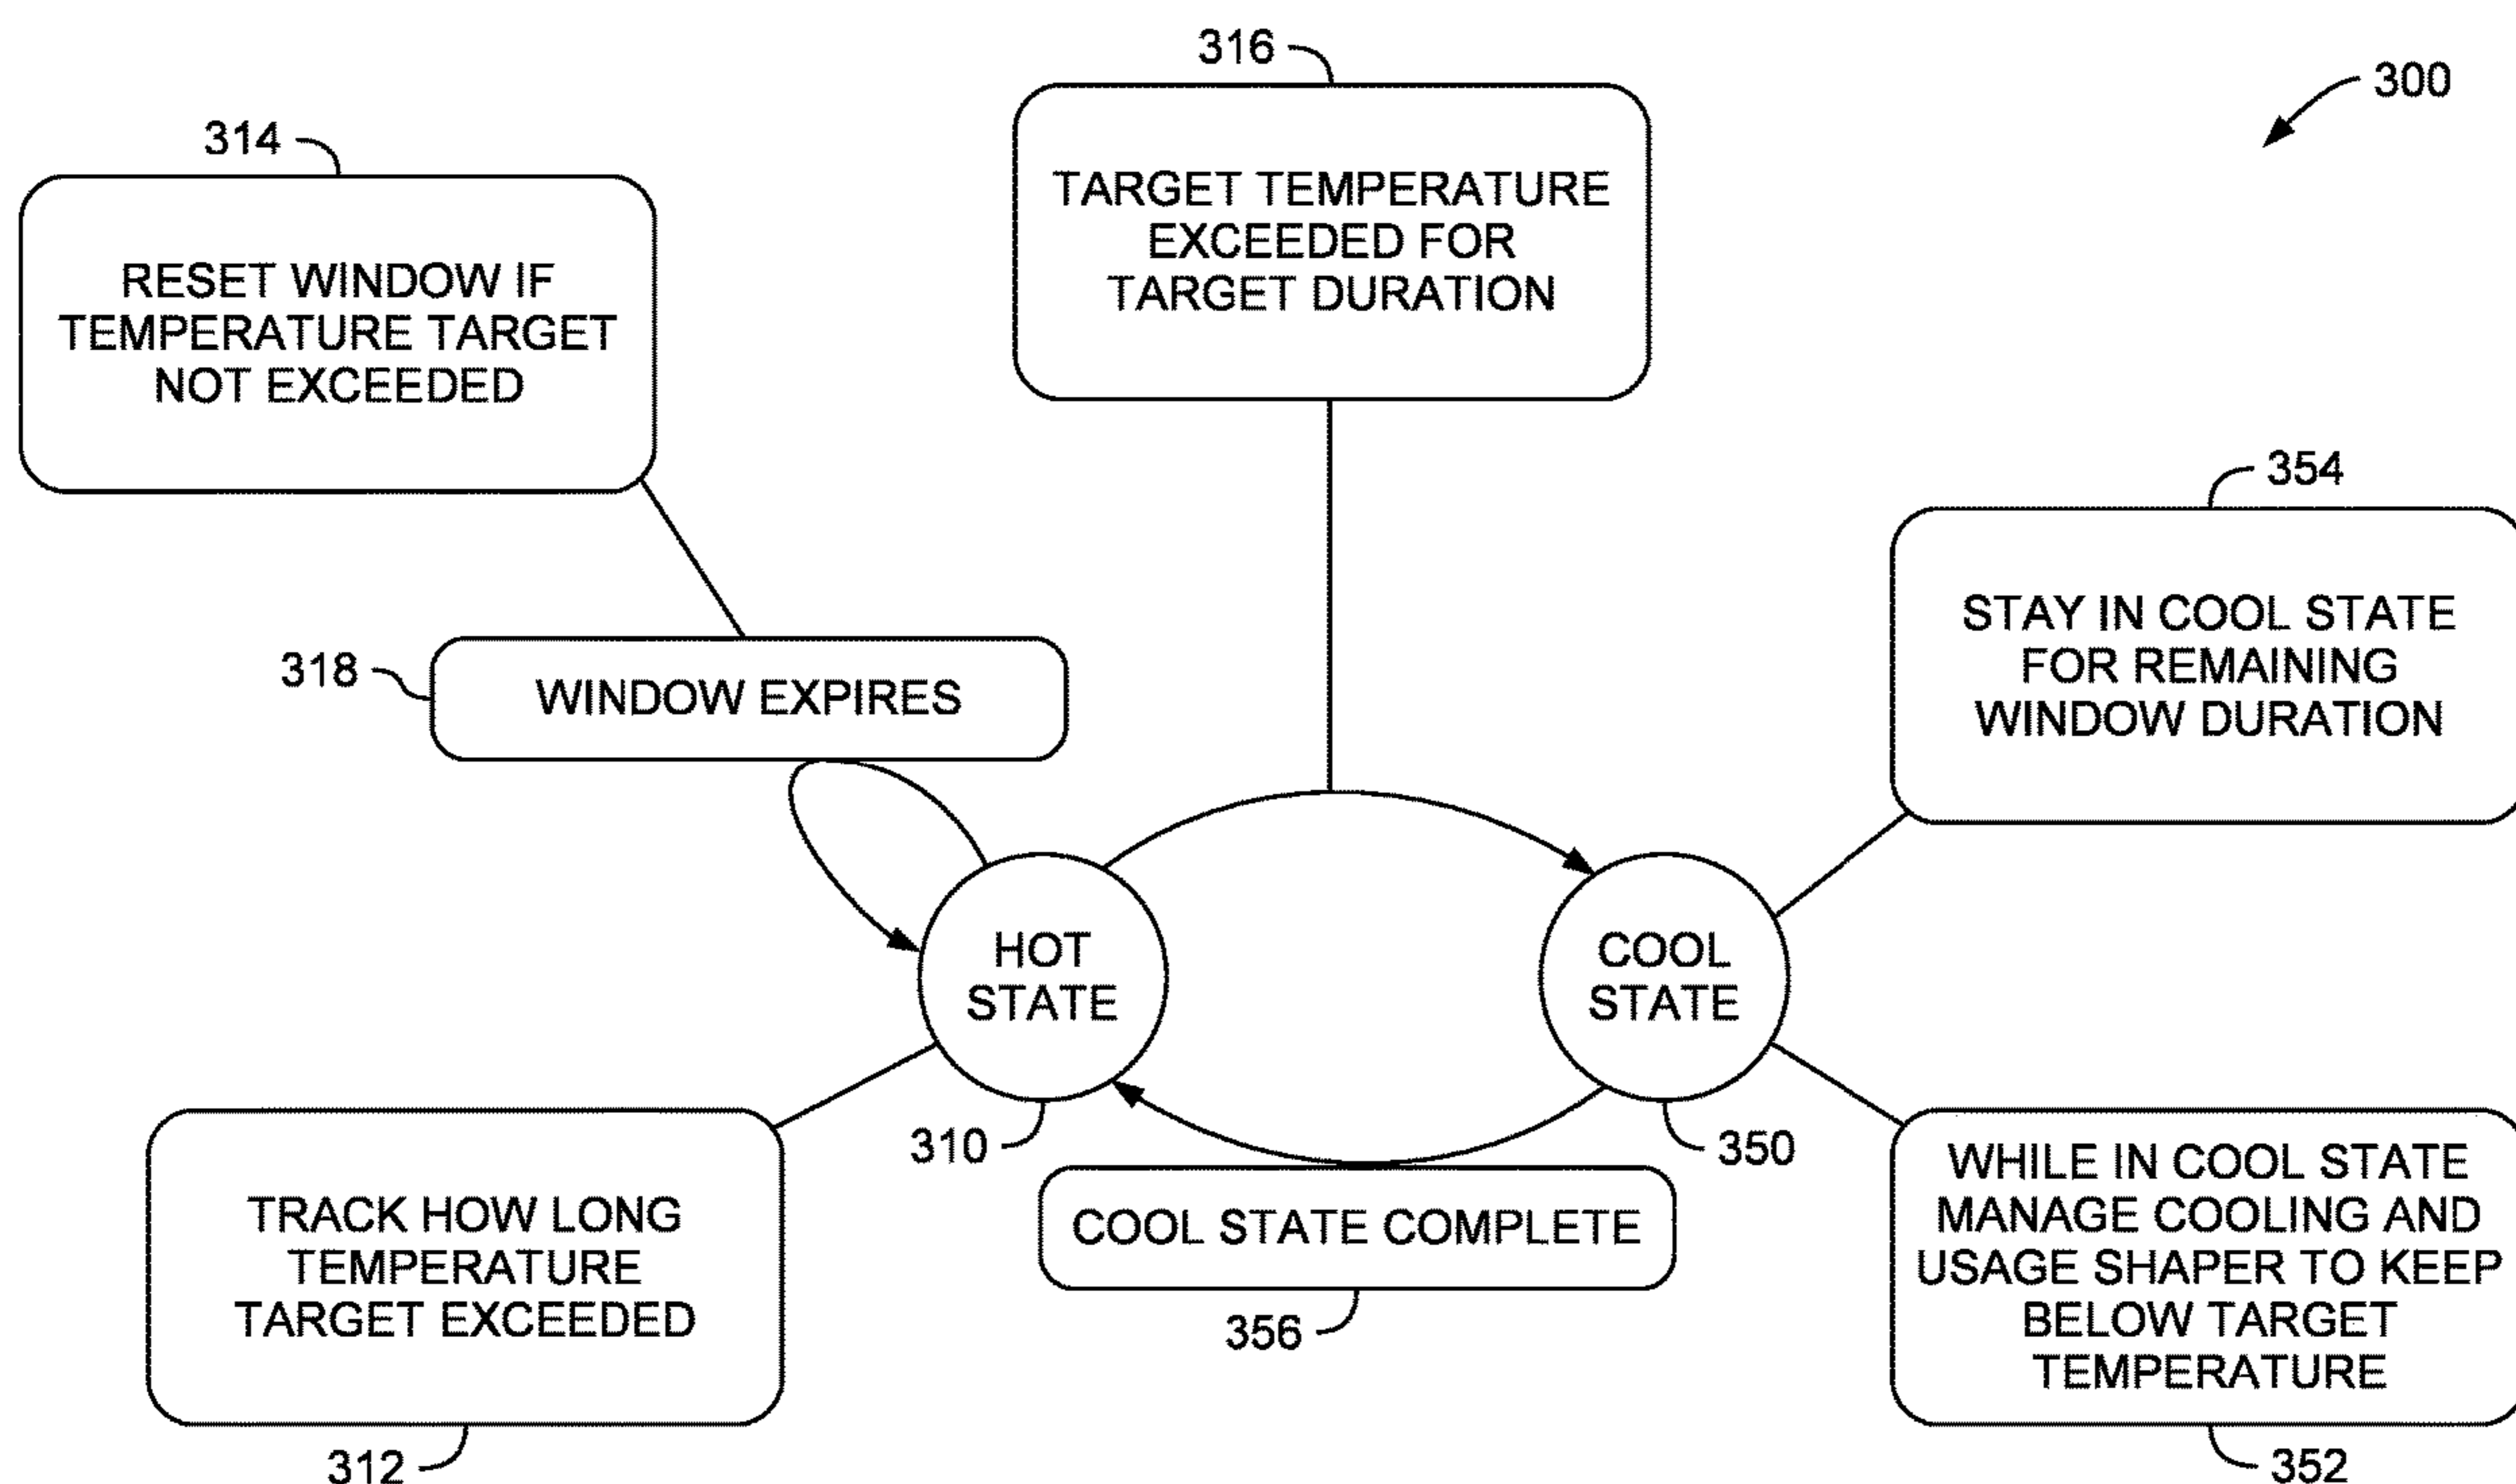 316
300
314
TARGET TEMPERATURE
EXCEEDED FOR
TARGET DURATION
RESET WINDOW IF
TEMPERATURE TARGET
NOT EXCEEDED
354
STAY IN COOL STATE
FOR REMAINING
WINDOW DURATION
318
WINDOW EXPIRES
HOT
STATE
COOL
STATE
310
350
TRACK HOW LONG
TEMPERATURE
TARGET EXCEEDED
312
COOL STATE COMPLETE
356
WHILE IN COOL STATE
MANAGE COOLING AND
USAGE SHAPER TO KEEP
BELOW TARGET
TEMPERATURE
352